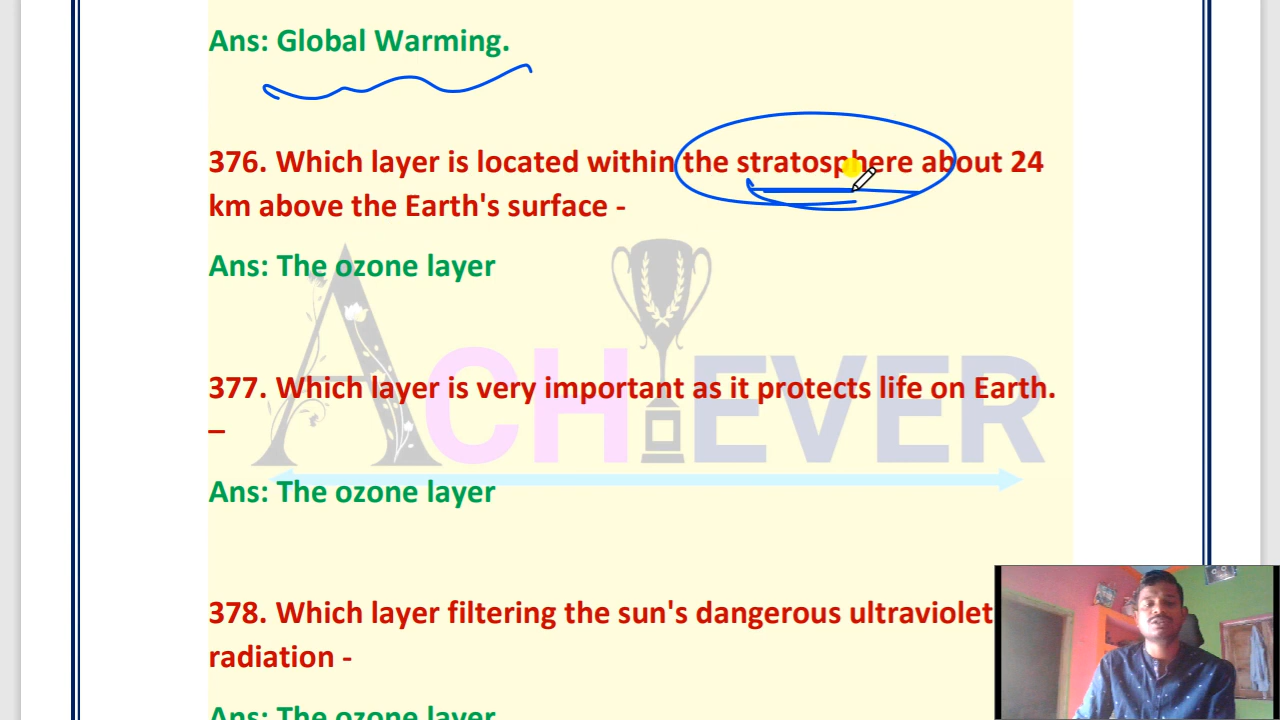 Ans: Global Warming.
376. Which layer is located within the stratosphere about 24
km above the Earth's surface -
Ans: The ozone layer
ACHIEVER
377. Which layer is very important as it protects life on Earth.
–
Ans: The ozone layer
378. Which layer filtering the sun's dangerous ultraviolet
radiation -
Ans: The ozone layer